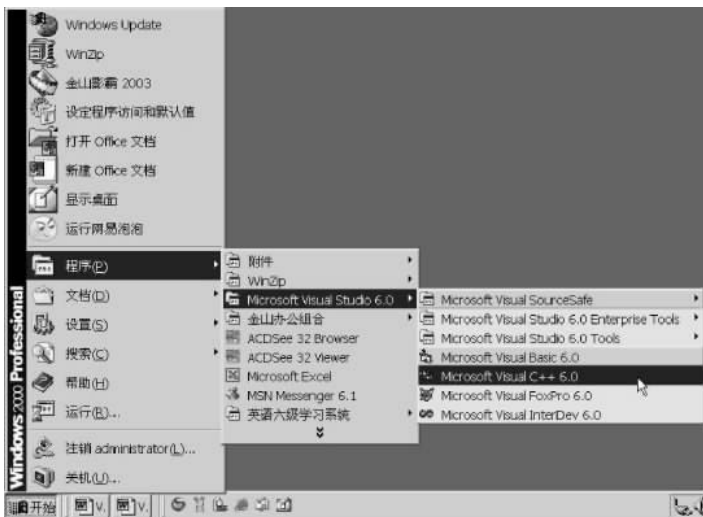 Windows Update
WinZip
金山影霸 2003
设定程序访问和默认值
打开 Office 文档
新建 Office 文档
显示桌面
运行网易泡泡
程序(P)
文档(D)
设置(S)
搜索(C)
帮助(H)
运行(R)...
注销 administrator(L)...
关机(U)...
Windows 2000 Professional
附件
WinZip
Microsoft Visual Studio 6.0
金山办公组合
ACDSee 32 Browser
ACDSee 32 Viewer
Microsoft Excel
MSN Messenger 6.1
英语六级学习系统
Microsoft Visual SourceSafe
Microsoft Visual Studio 6.0 Enterprise Tools
Microsoft Visual Studio 6.0 Tools
Microsoft Visual Basic 6.0
Microsoft Visual C++ 6.0
Microsoft Visual FoxPro 6.0
Microsoft Visual InterDev 6.0
开始
V.
V.